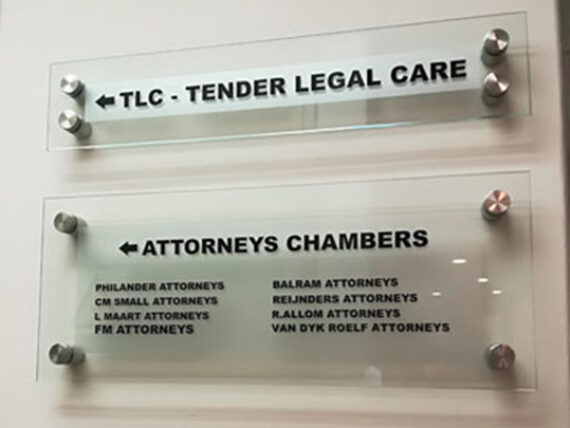 TLC - TENDER LEGAL CARE
ATTORNEYS CHAMBERS
PHILANDER ATTORNEYS
CM SMALL ATTORNEYS
L MAART ATTORNEYS
FM ATTORNEYS
BALRAM ATTORNEYS
REIJNDERS ATTORNEYS
R.ALLOM ATTORNEYS
VAN DYK ROELF ATTORNEYS